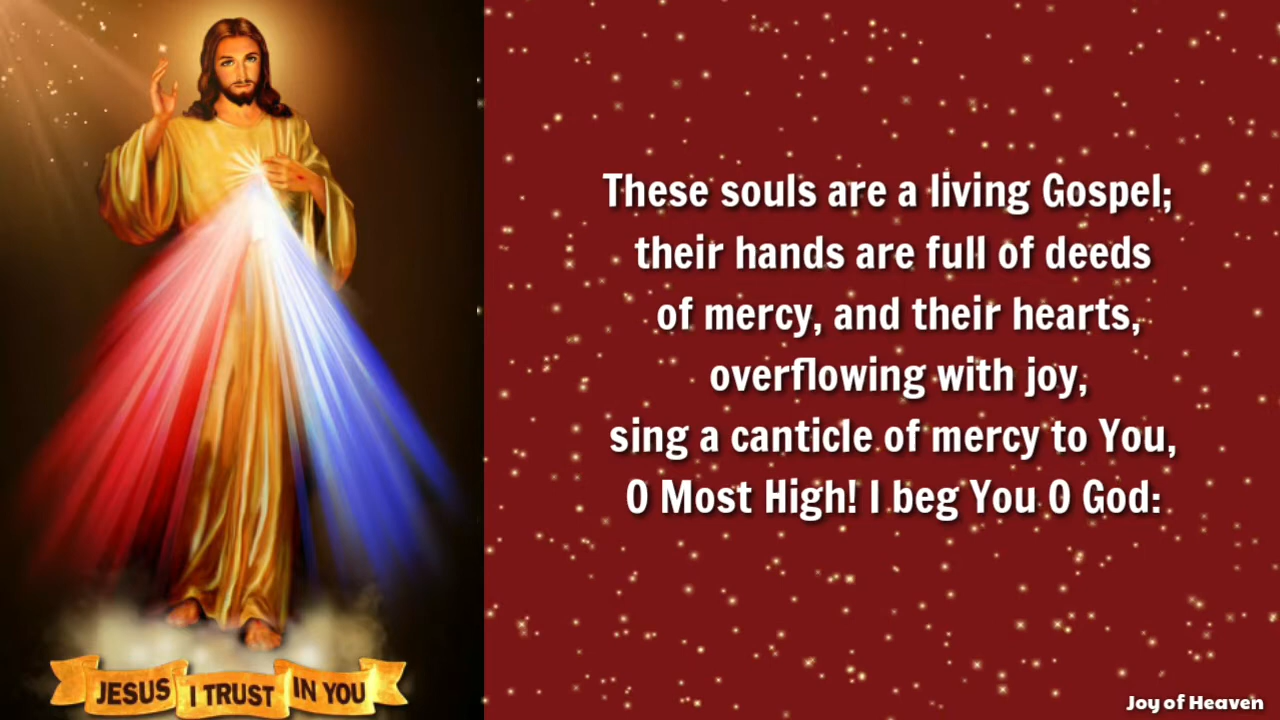 These souls are a living Gospel;
their hands are full of deeds
of mercy, and their hearts,
overflowing with joy,
sing a canticle of mercy to You,
O Most High! I beg You O God:
JESUS I TRUST IN YOU
Joy of Heaven